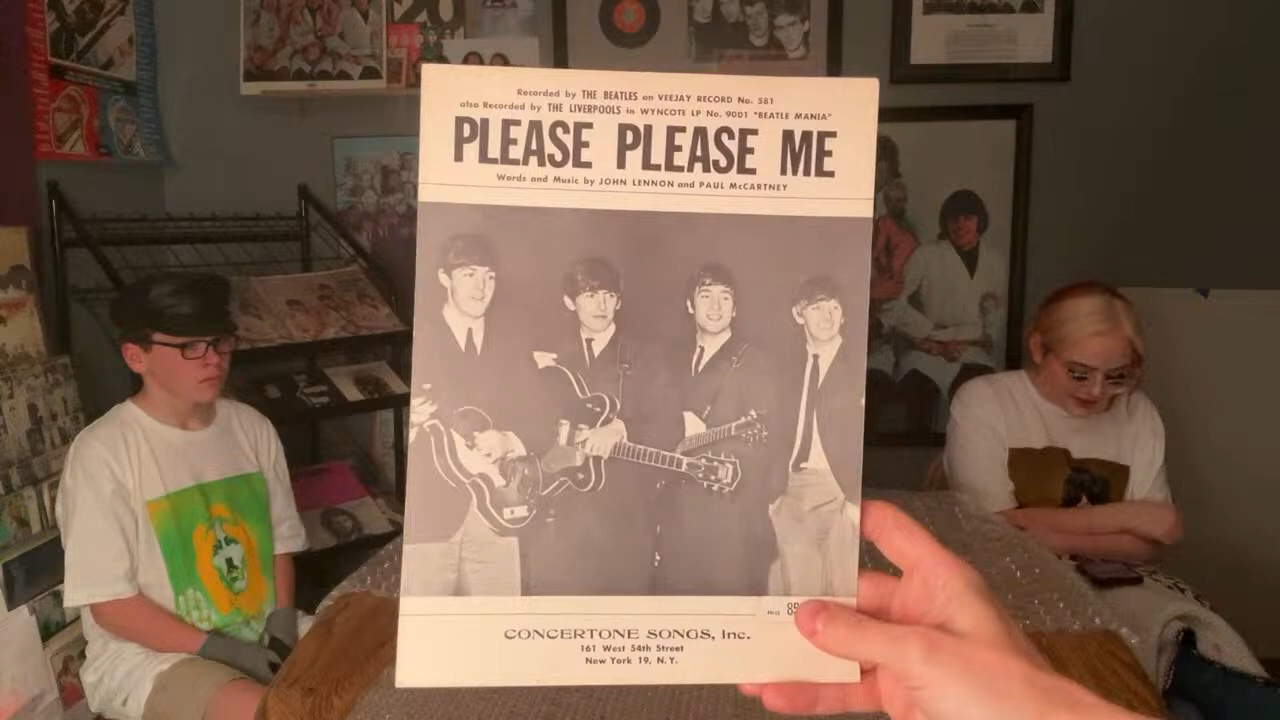 Recorded by THE BEATLES on VEEJAY RECORD No. 581
also Recorded by THE LIVERPOOLS in WYNCOTE LP No. 9001 "BEATLE MANIA"
PLEASE PLEASE ME
Words and Music by JOHN LENNON and PAUL McCARTNEY
PRICE
CONCERTONE SONGS, Inc.
161 West 54th Street
New York 19, N.Y.
20